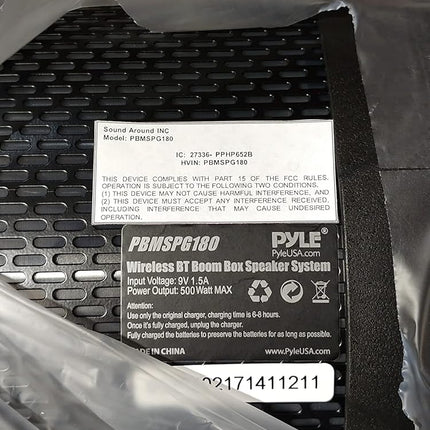 Sound Around INC
Model: PBMSPG180
IC: 27336- PPHP652B
HVIN: PBMSPG180
THIS DEVICE COMPLIES WITH PART 15 OF THE FCC RULES.
OPERATION IS SUBJECT TO THE FOLLOWING TWO CONDITIONS.
(1) THIS DEVICE MAY NOT CAUSE HARMFUL INTERFERENCE, AND
(2) THIS DEVICE MUST ACCEPT ANY INTERFERENCE RECEIVED,
INCLUDING INTERFERENCE THAT MAY CAUSE UNDESIRED
OPERATION.
PBMSPG180
PYLE®
PyleUSA.com
Wireless BT Boom Box Speaker System
Input Voltage: 9V 1.5A
Power Output: 500Watt MAX
Attention:
Use only the original charger, charging time is 6-8 hours.
Once it's fully charged, unplug the charger.
Fully charged the batteries to preserve the batteries for as long as possible.
MADE IN CHINA
www.PyleUSA.com
02171411211